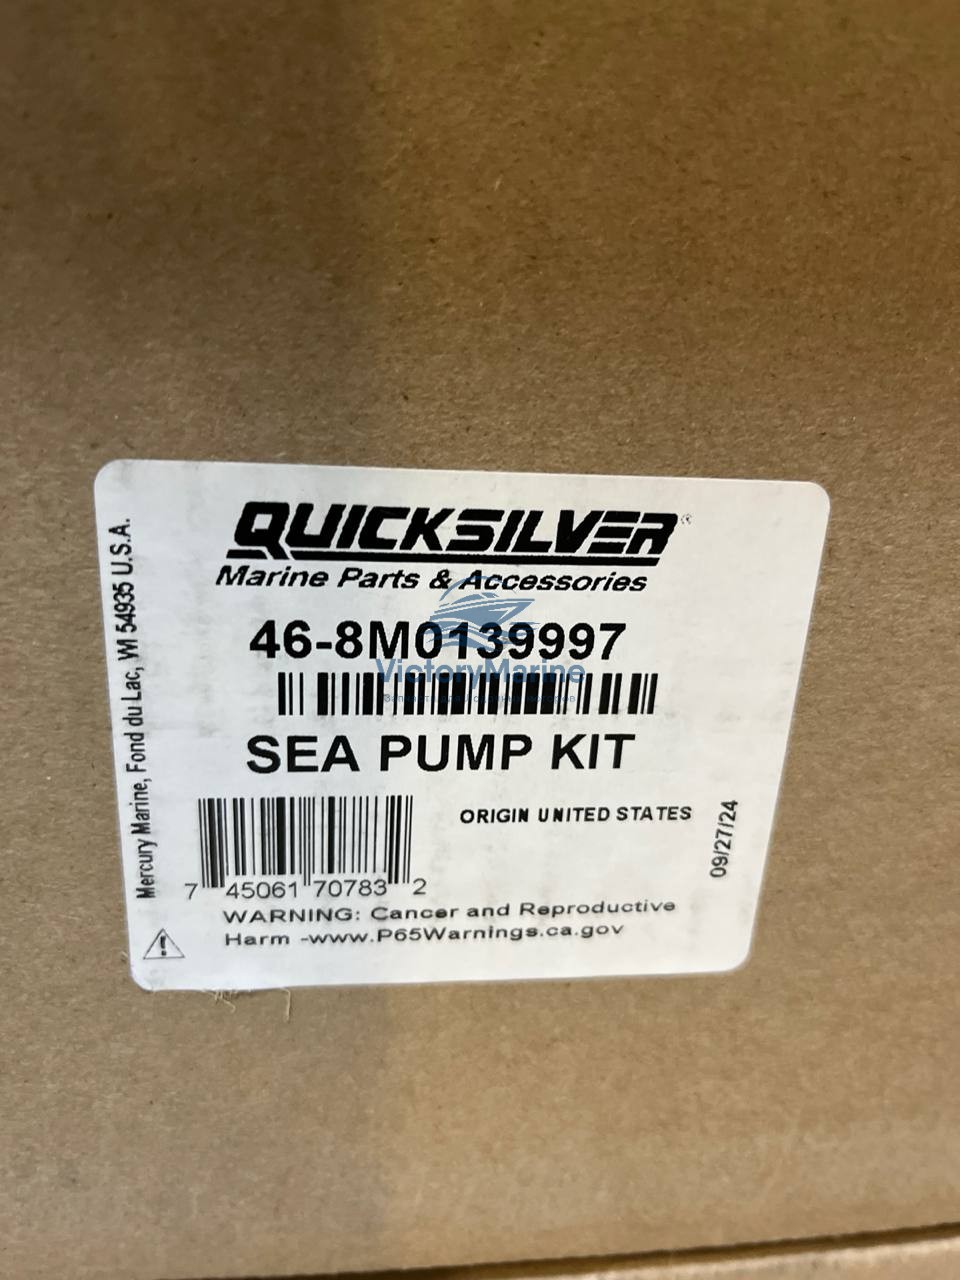 QUICKSILVER®
Marine Parts & Accessories
46-8M0139997
VictoryMarine
SEA PUMP KIT
ORIGIN UNITED STATES
7 45061 70783 2
WARNING: Cancer and Reproductive
Harm -www.P65Warnings.ca.gov
Mercury Marine, Fond du Lac, WI 54935 U.S.A.
09/27/24